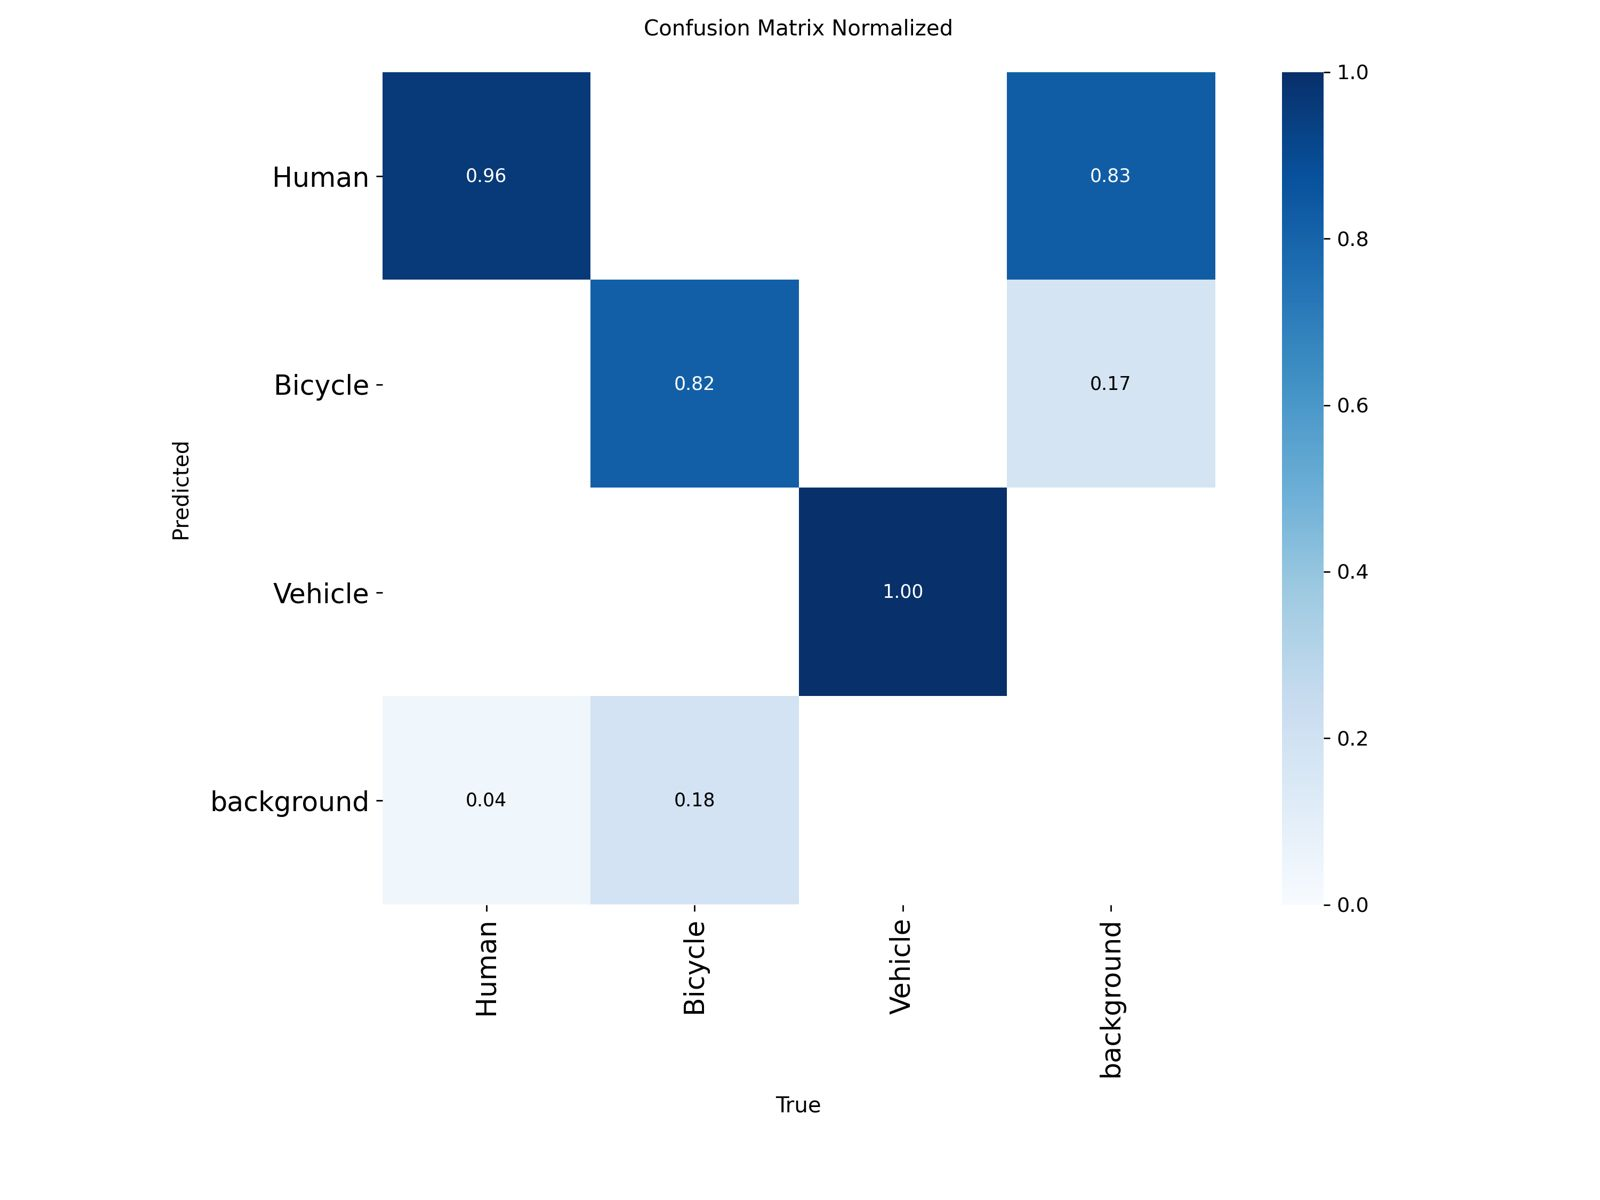 Confusion Matrix Normalized
1.0
Human
0.96
0.83
0.8
Bicycle
0.82
0.17
0.6
Predicted
Vehicle
1.00
0.4
background
0.04
0.18
0.2
0.0
Human
Bicycle
Vehicle
background
True